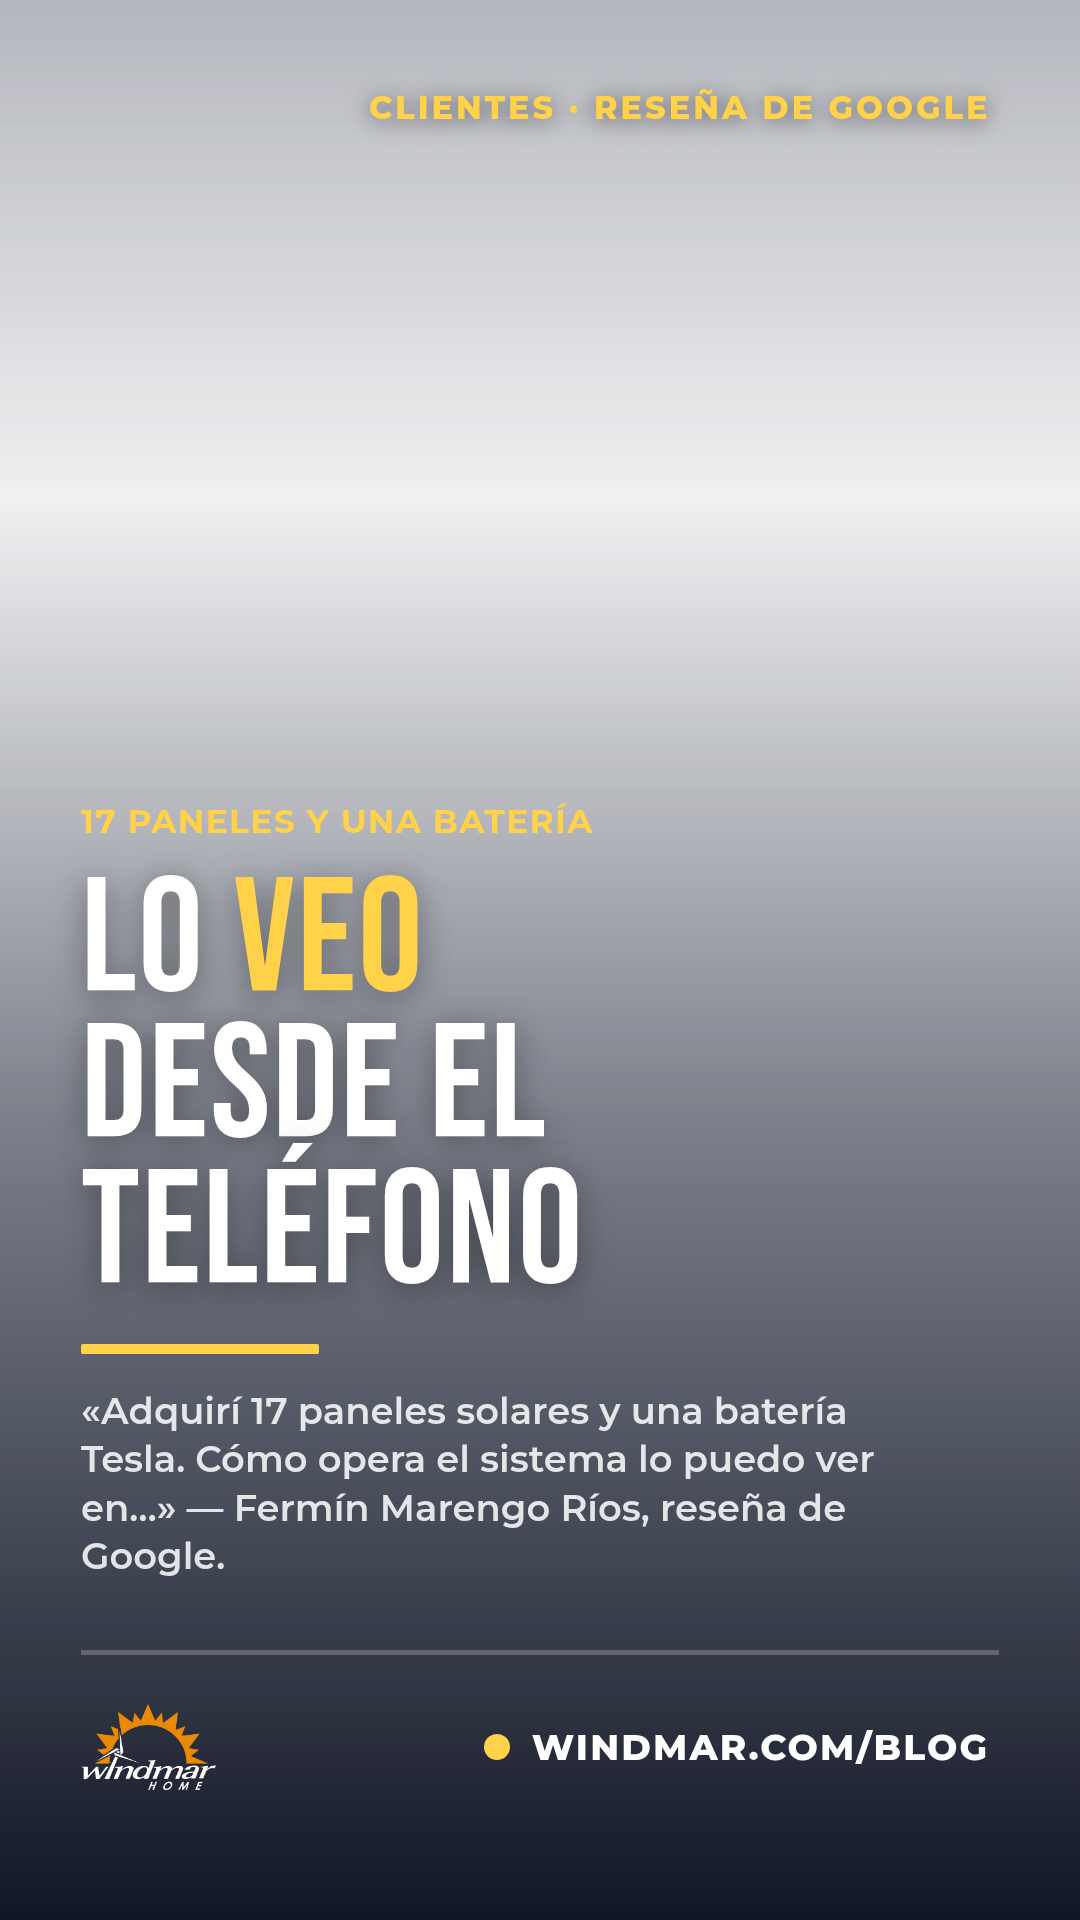 CLIENTES · RESEÑA DE GOOGLE
17 PANELES Y UNA BATERÍA
LO VEO
DESDE EL
TELÉFONO
«Adquirí 17 paneles solares y una batería
Tesla. Cómo opera el sistema lo puedo ver
en...» — Fermín Marengo Ríos, reseña de
Google.
windmar
HOME
WINDMAR.COM/BLOG